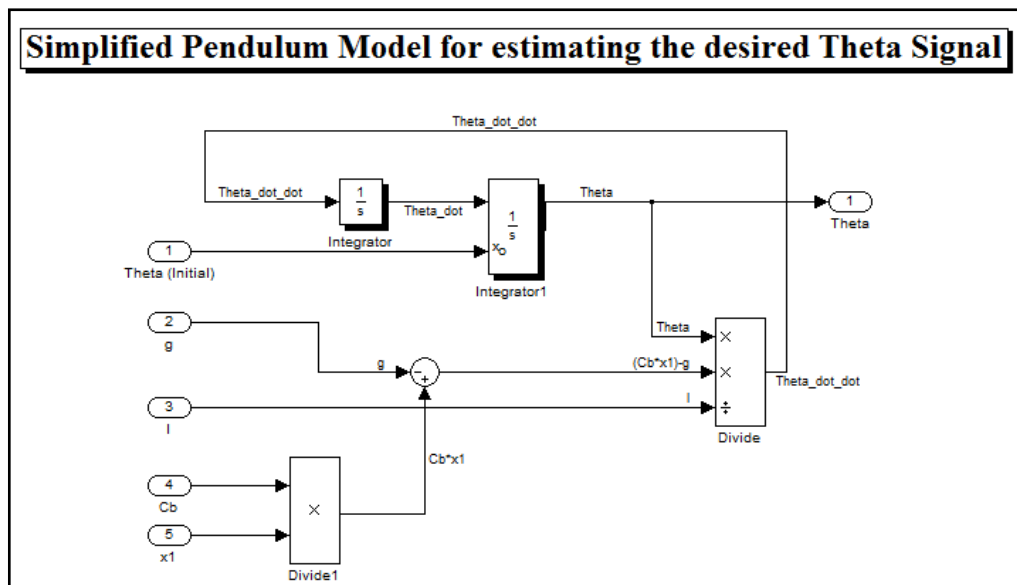 Simplified Pendulum Model for estimating the desired Theta Signal
Theta_dot_dot
Theta_dot_dot
1
s
Integrator
Theta_dot
1
s
xo
Integrator1
Theta
1
Theta
1
Theta (Initial)
2
g
g
-
+
(Cb*x1)-g
Theta
×
×
÷
Divide
Theta_dot_dot
3
l
l
Cb*x1
4
Cb
5
x1
×
Divide1